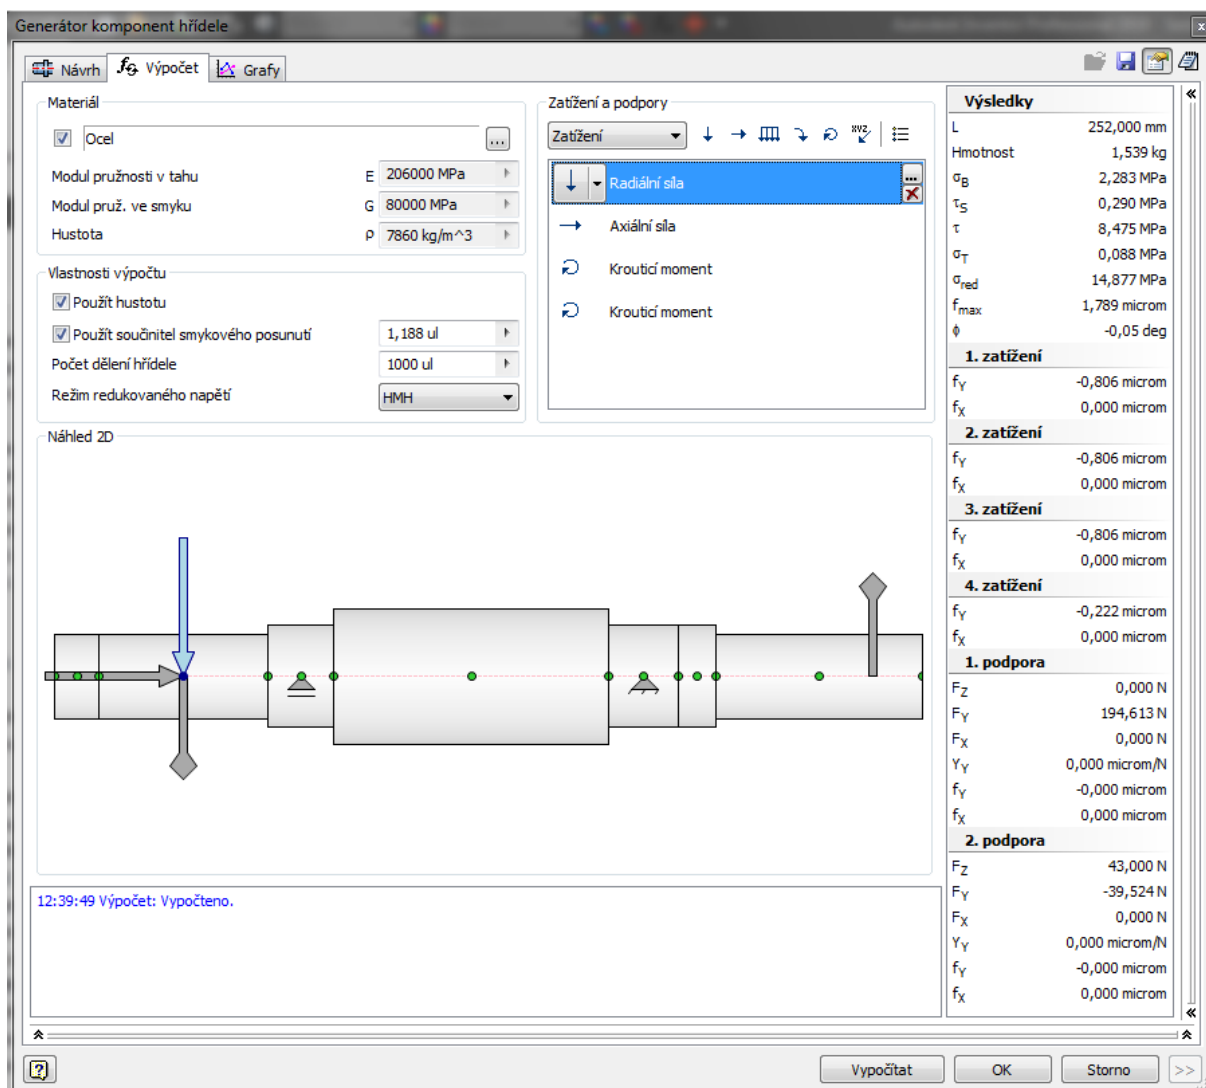 Generátor komponent hřídele
Návrh
Výpočet
Grafy
Materiál
Ocel
...
Modul pružnosti v tahu E 206000 MPa
Modul pruž. ve smyku G 80000 MPa
Hustota ρ 7860 kg/m^3
Vlastnosti výpočtu
Použít hustotu
Použít součinitel smykového posunutí 1,188 ul
Počet dělení hřídele 1000 ul
Režim redukovaného napětí HMH
Zatížení a podpory
Zatížení
Radiální síla
Axiální síla
Krouticí moment
Krouticí moment
Náhled 2D
12:39:49 Výpočet: Vypočteno.
Výsledky
L 252,000 mm
Hmotnost 1,539 kg
σB 2,283 MPa
τS 0,290 MPa
τ 8,475 MPa
σT 0,088 MPa
σred 14,877 MPa
fmax 1,789 microm
ϕ -0,05 deg
1. zatížení
fY -0,806 microm
fX 0,000 microm
2. zatížení
fY -0,806 microm
fX 0,000 microm
3. zatížení
fY -0,806 microm
fX 0,000 microm
4. zatížení
fY -0,222 microm
fX 0,000 microm
1. podpora
FZ 0,000 N
FY 194,613 N
FX 0,000 N
YY 0,000 microm/N
fY -0,000 microm
fX 0,000 microm
2. podpora
FZ 43,000 N
FY -39,524 N
FX 0,000 N
YY 0,000 microm/N
fY -0,000 microm
fX 0,000 microm
Vypočítat
OK
Storno
>>